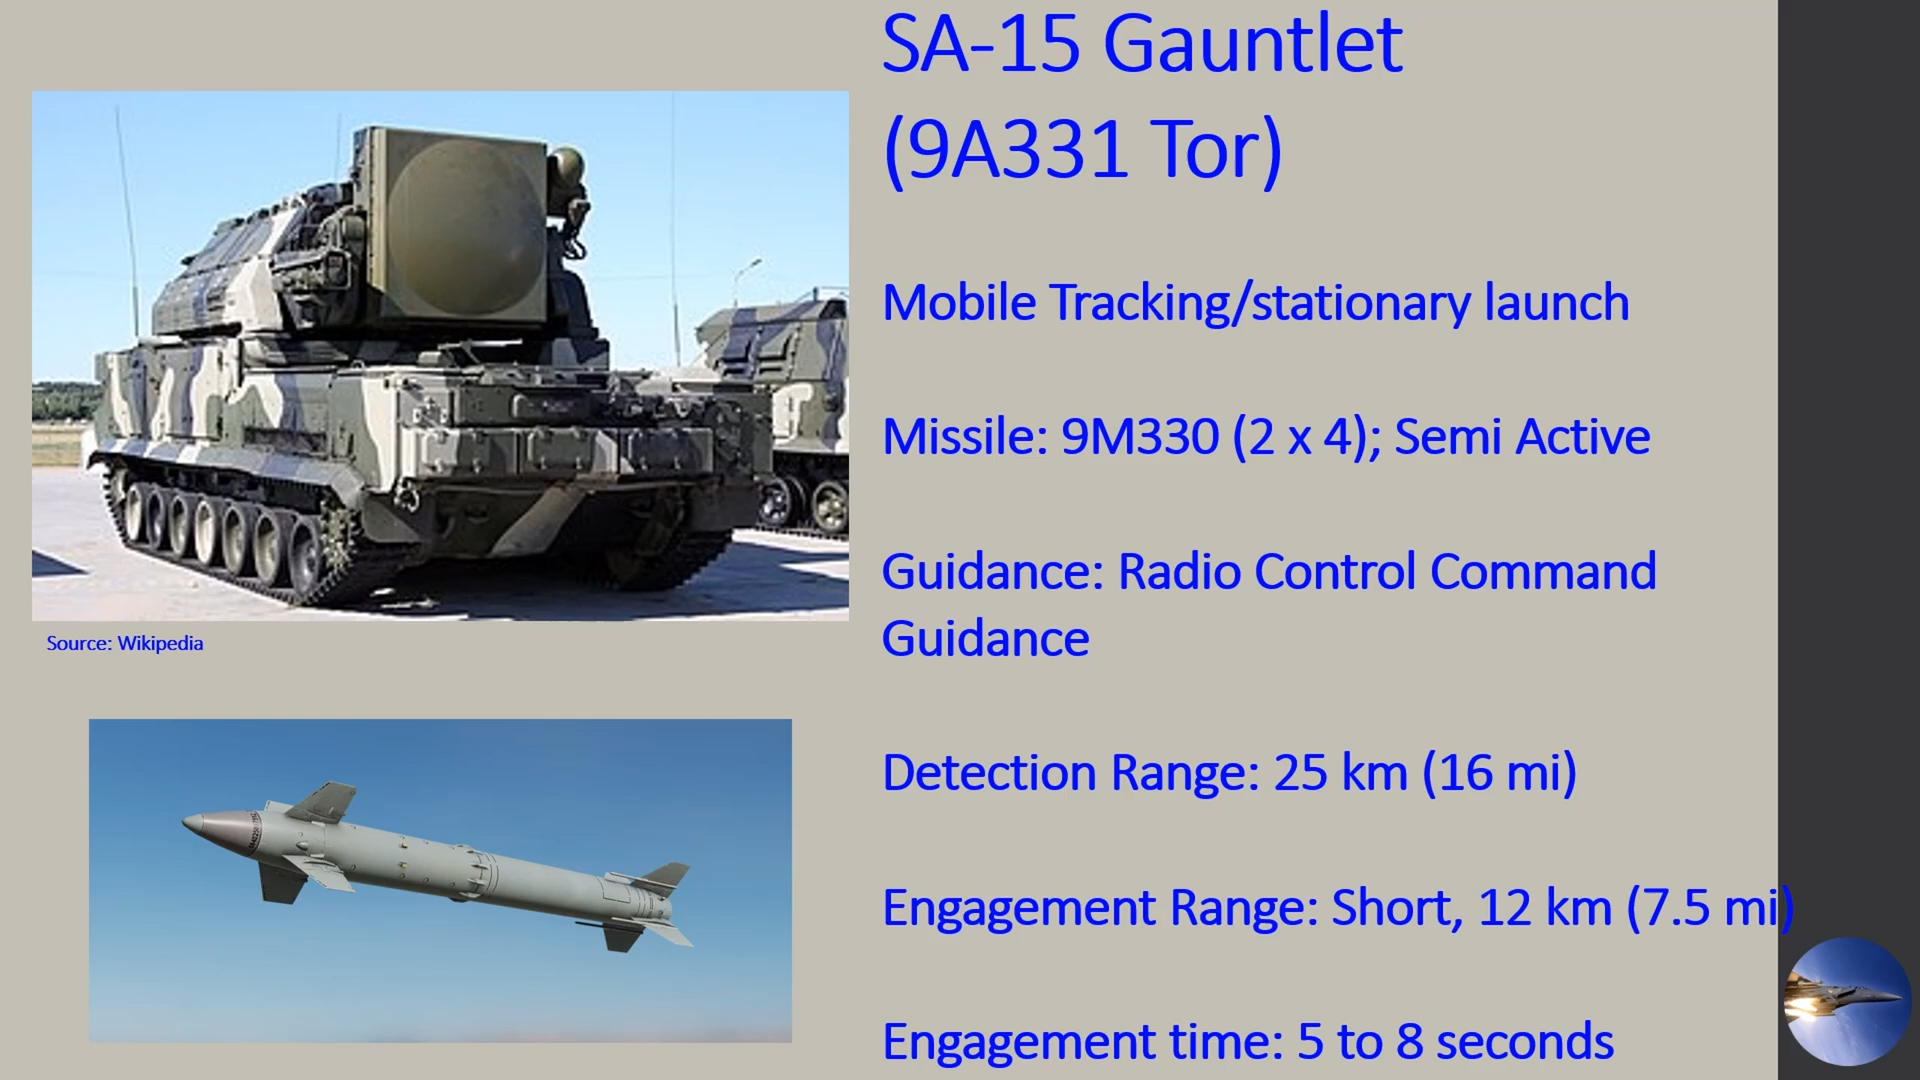 SA-15 Gauntlet
(9A331 Tor)
Mobile Tracking/stationary launch
Missile: 9M330 (2 x 4); Semi Active
Guidance: Radio Control Command
Guidance
Detection Range: 25 km (16 mi)
Engagement Range: Short, 12 km (7.5 mi)
Engagement time: 5 to 8 seconds
Source: Wikipedia